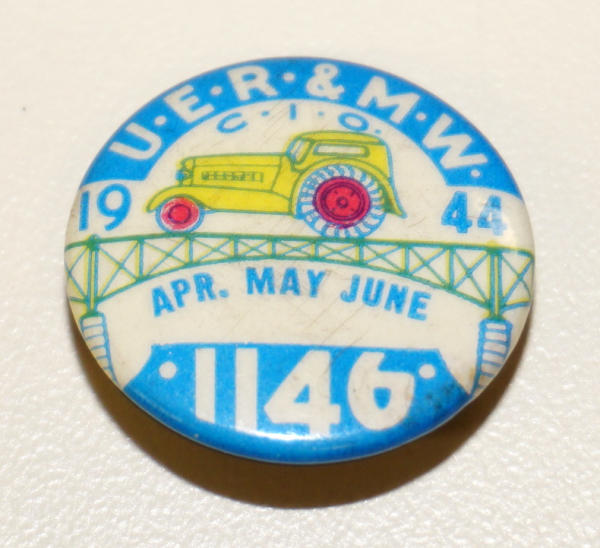 U·E·R·&·M·W·
C·I·O·
19 44
APR. MAY JUNE
·1146·